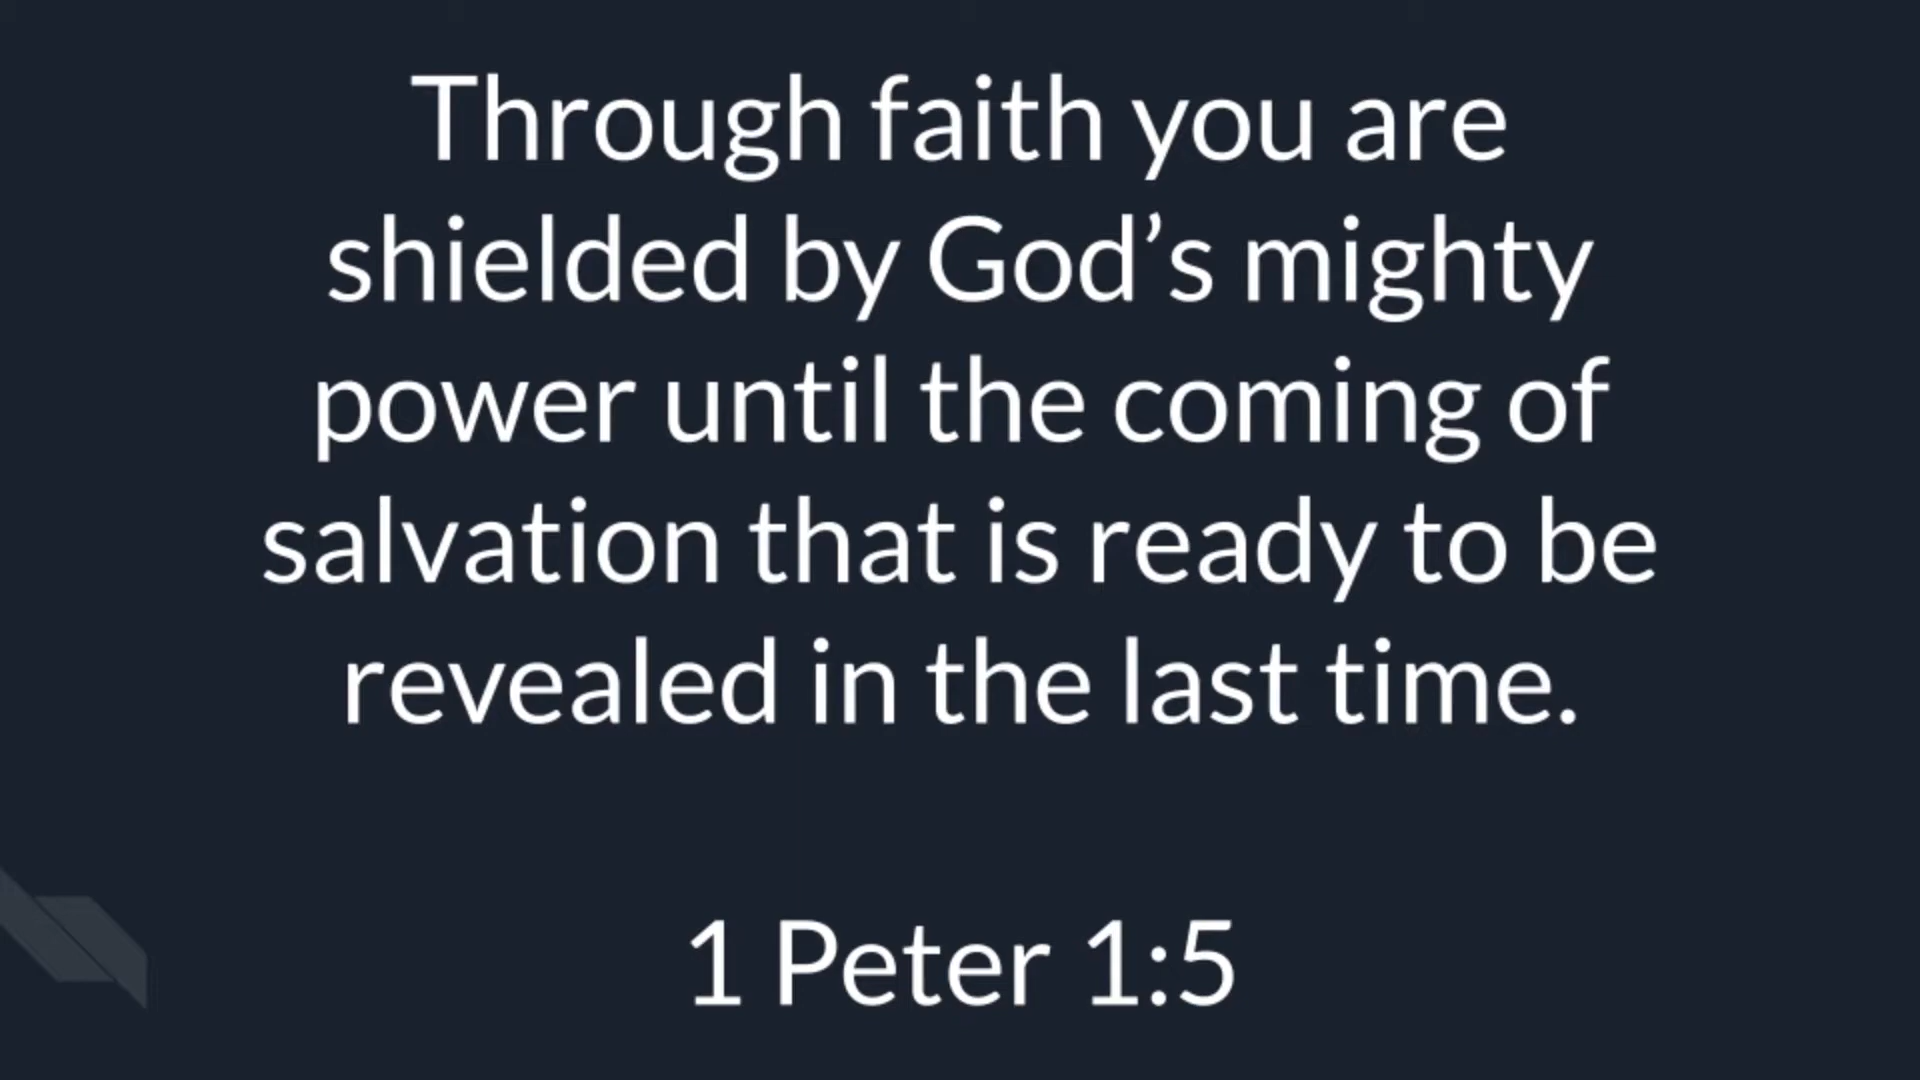 Through faith you are
shielded by God’s mighty
power until the coming of
salvation that is ready to be
revealed in the last time.
1 Peter 1:5